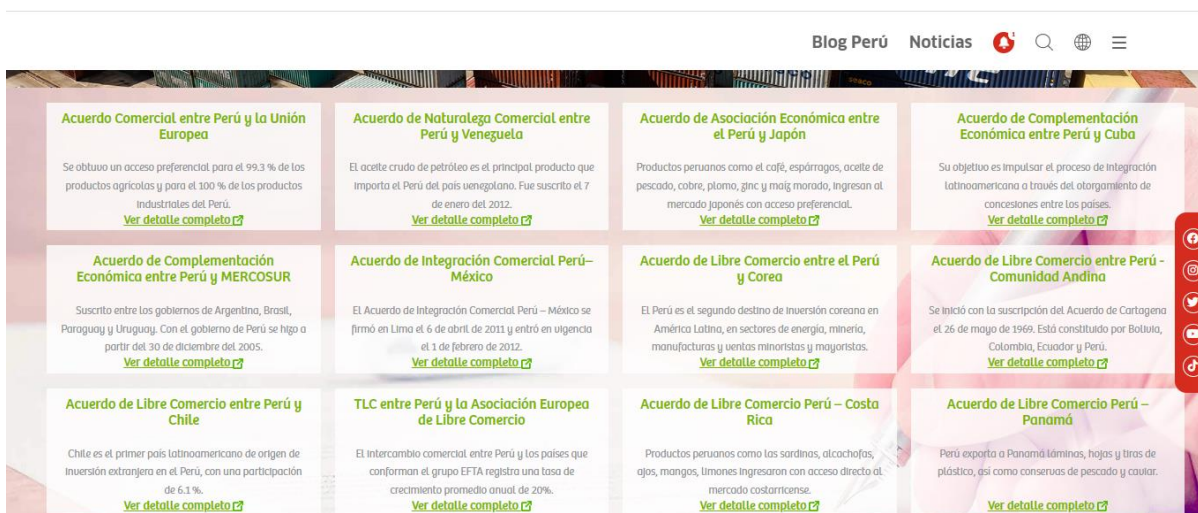 Blog Perú Noticias 1
seaco
Acuerdo Comercial entre Perú y la Unión
Europea
Se obtuvo un acceso preferencial para el 99.3 % de los
productos agrícolas y para el 100 % de los productos
industriales del Perú.
Ver detalle completo
Acuerdo de Naturaleza Comercial entre
Perú y Venezuela
El aceite crudo de petróleo es el principal producto que
importa el Perú del país venezolano. Fue suscrito el 7
de enero del 2012.
Ver detalle completo
Acuerdo de Asociación Económica entre
el Perú y Japón
Productos peruanos como el café, espárragos, aceite de
pescado, cobre, plomo, zinc y maíz morado, ingresan al
mercado japonés con acceso preferencial.
Ver detalle completo
Acuerdo de Complementación
Económica entre Perú y Cuba
Su objetivo es impulsar el proceso de integración
latinoamericana a través del otorgamiento de
concesiones entre los países.
Ver detalle completo
Acuerdo de Complementación
Económica entre Perú y MERCOSUR
Suscrito entre los gobiernos de Argentina, Brasil,
Paraguay y Uruguay. Con el gobierno de Perú se hizo a
partir del 30 de diciembre del 2005.
Ver detalle completo
Acuerdo de Integración Comercial Perú–
México
El Acuerdo de Integración Comercial Perú – México se
firmó en Lima el 6 de abril de 2011 y entró en vigencia
el 1 de febrero de 2012.
Ver detalle completo
Acuerdo de Libre Comercio entre el Perú
y Corea
El Perú es el segundo destino de inversión coreana en
América Latina, en sectores de energía, minería,
manufacturas y ventas minoristas y mayoristas.
Ver detalle completo
Acuerdo de Libre Comercio entre Perú -
Comunidad Andina
Se inició con la suscripción del Acuerdo de Cartagena
el 26 de mayo de 1969. Está constituido por Bolivia,
Colombia, Ecuador y Perú.
Ver detalle completo
Acuerdo de Libre Comercio entre Perú y
Chile
Chile es el primer país latinoamericano de origen de
inversión extranjera en el Perú, con una participación
de 6.1 %.
Ver detalle completo
TLC entre Perú y la Asociación Europea
de Libre Comercio
El intercambio comercial entre Perú y los países que
conforman el grupo EFTA registra una tasa de
crecimiento promedio anual de 20%.
Ver detalle completo
Acuerdo de Libre Comercio Perú – Costa
Rica
Productos peruanos como las sardinas, alcachofas,
ajos, mangos, limones ingresaron con acceso directo al
mercado costarricense.
Ver detalle completo
Acuerdo de Libre Comercio Perú –
Panamá
Perú exporta a Panamá láminas, hojas y tiras de
plástico, así como conservas de pescado y caviar.
Ver detalle completo